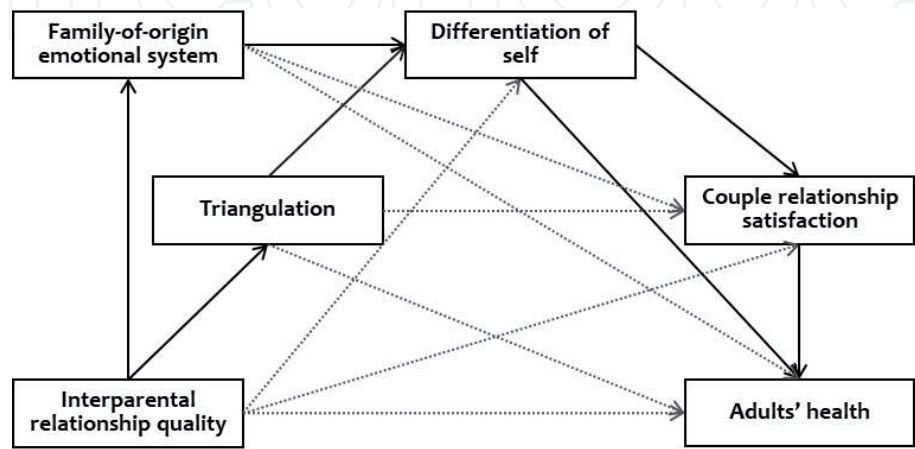 Family-of-origin
emotional system
Differentiation of
self
Triangulation
Couple relationship
satisfaction
Interparental
relationship quality
Adults' health